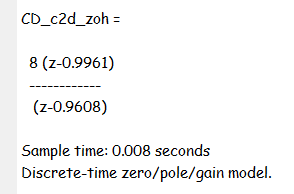 CD_c2d_zoh =
8 (z-0.9961)
------------
(z-0.9608)
Sample time: 0.008 seconds
Discrete-time zero/pole/gain model.